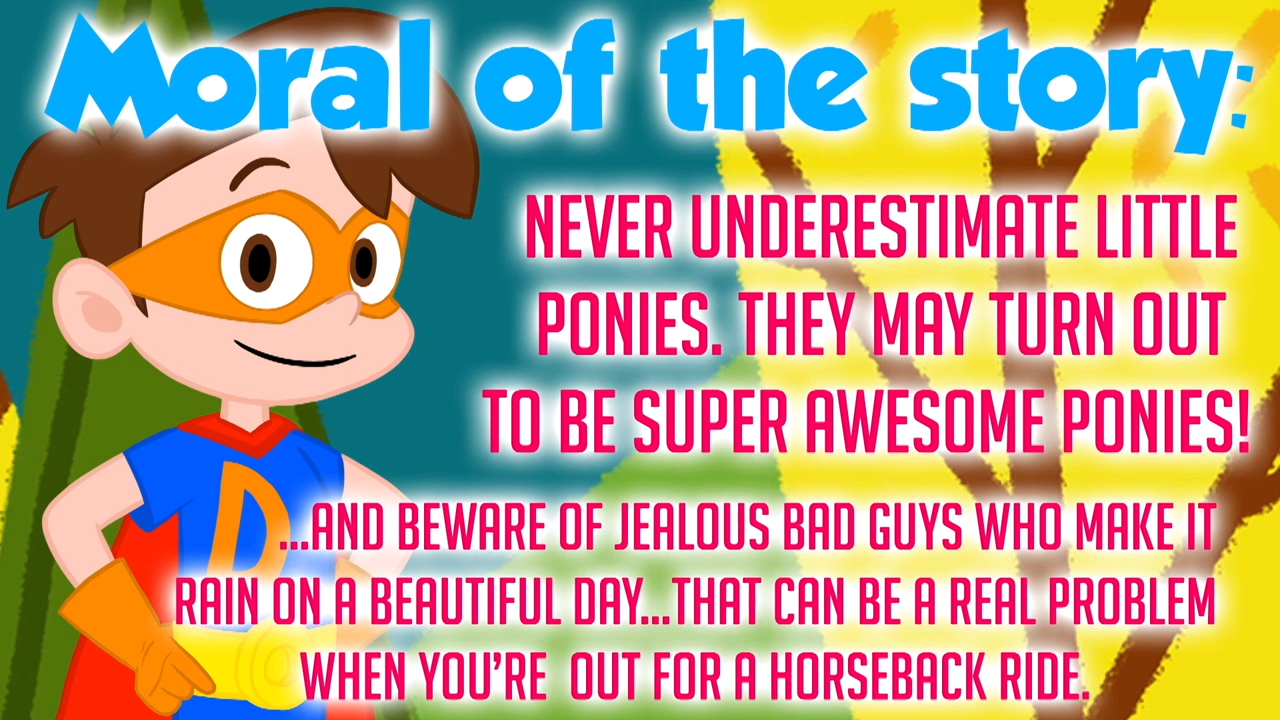 Moral of the story:
NEVER UNDERESTIMATE LITTLE
PONIES. THEY MAY TURN OUT
TO BE SUPER AWESOME PONIES!
D
...AND BEWARE OF JEALOUS BAD GUYS WHO MAKE IT
RAIN ON A BEAUTIFUL DAY...THAT CAN BE A REAL PROBLEM
WHEN YOU'RE OUT FOR A HORSEBACK RIDE.